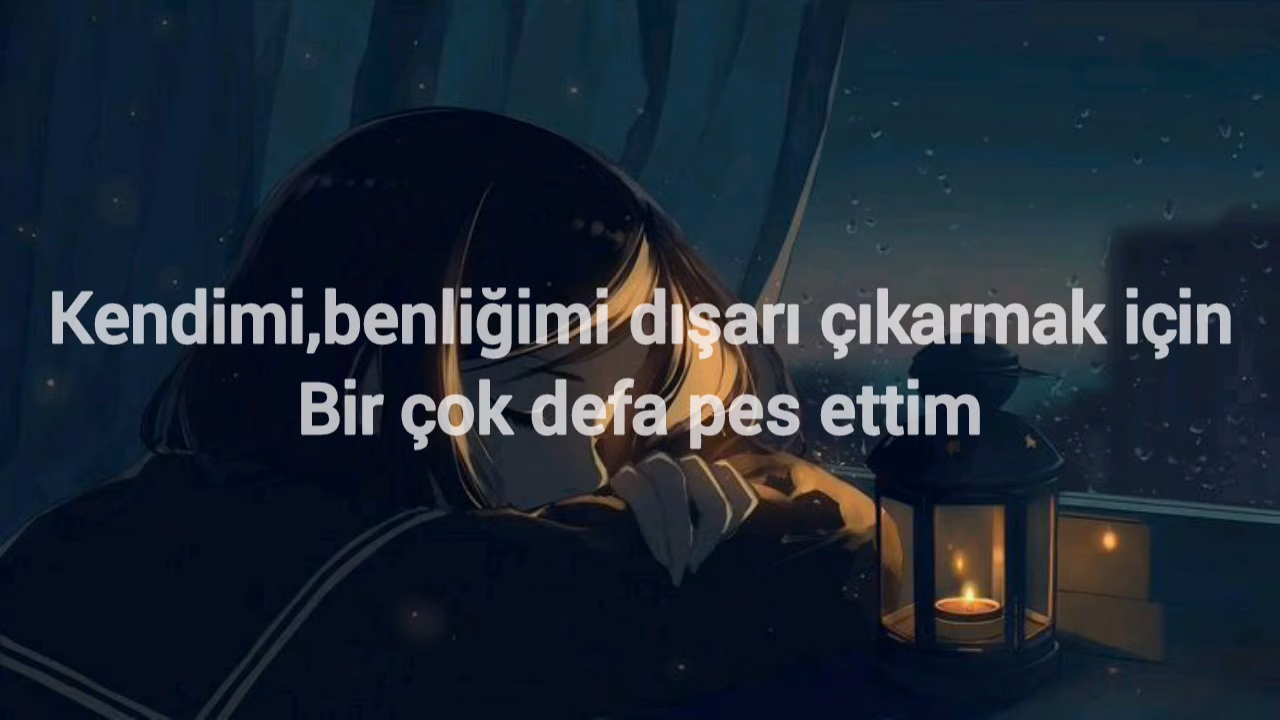 Kendimi,benliğimi dışarı çıkarmak için
Bir çok defa pes ettim